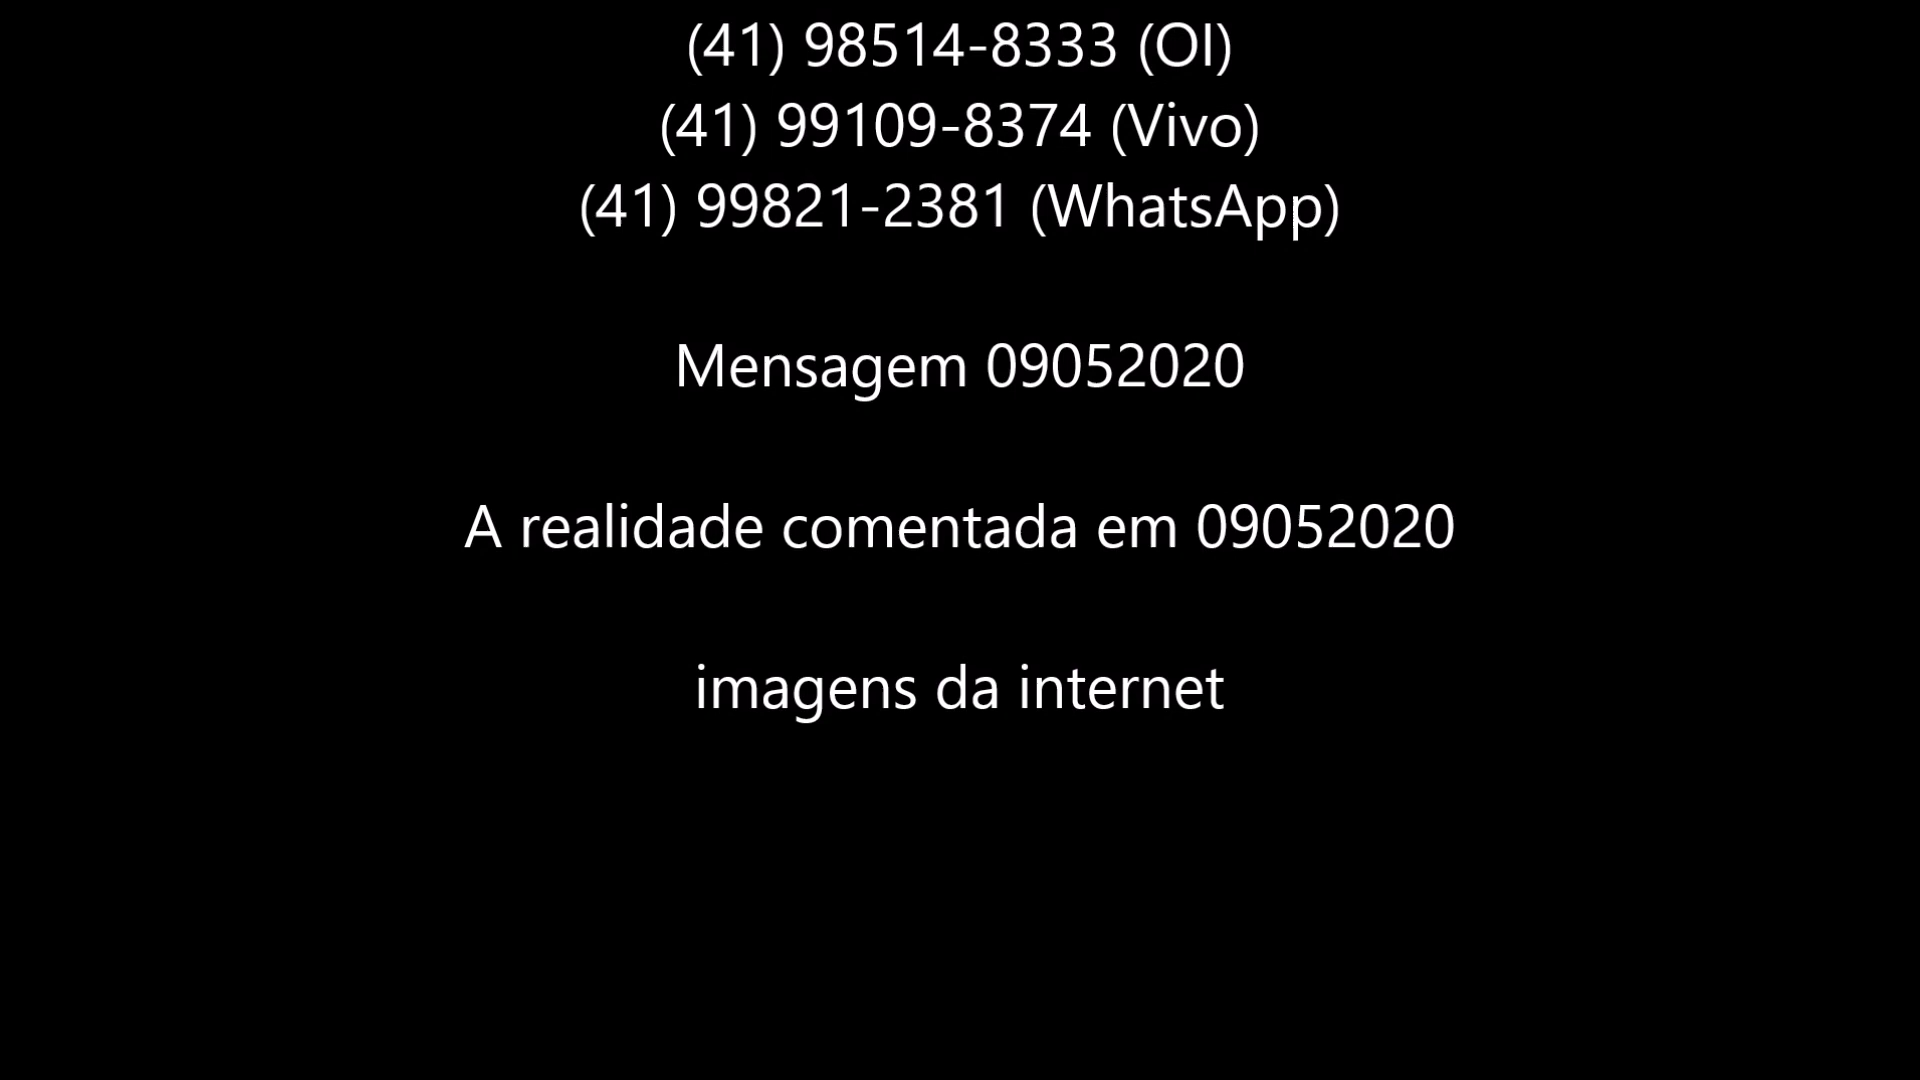 (41) 98514-8333 (OI)
(41) 99109-8374 (Vivo)
(41) 99821-2381 (WhatsApp)
Mensagem 09052020
A realidade comentada em 09052020
imagens da internet